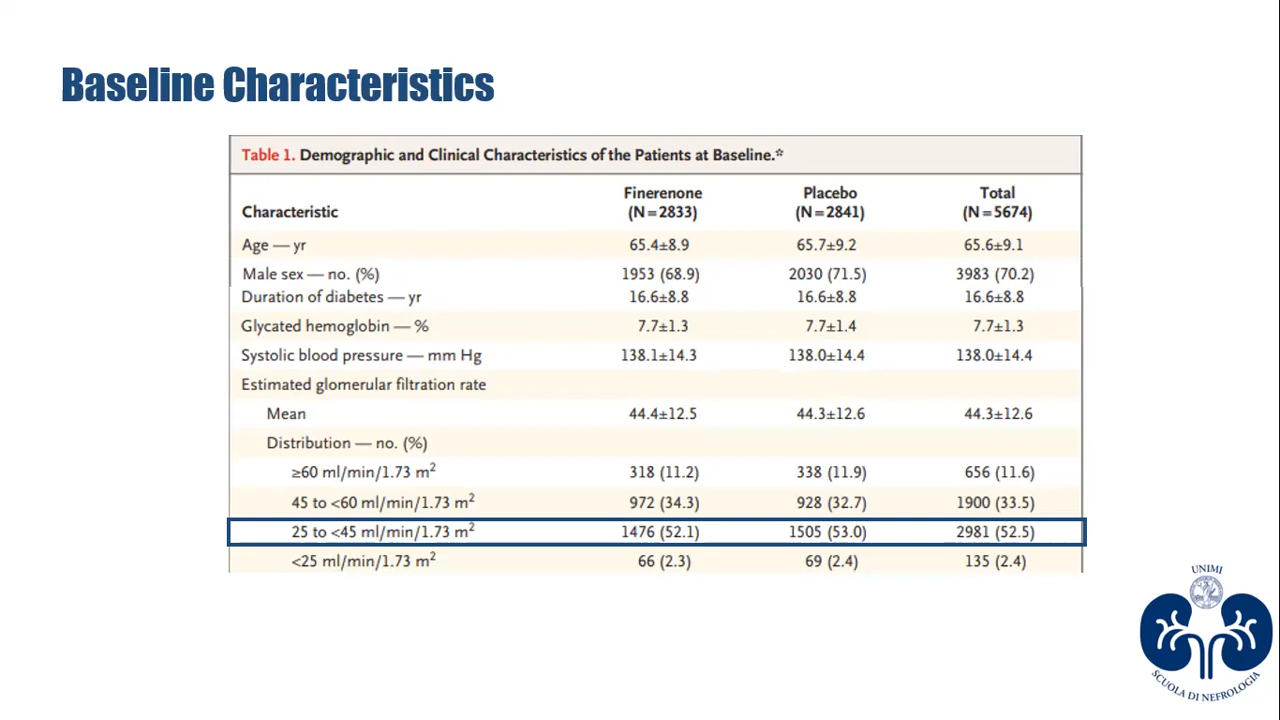 Baseline Characteristics
Table 1. Demographic and Clinical Characteristics of the Patients at Baseline.*
Characteristic Finerenone (N=2833) Placebo (N=2841) Total (N=5674)
Age — yr 65.4±8.9 65.7±9.2 65.6±9.1
Male sex — no. (%) 1953 (68.9) 2030 (71.5) 3983 (70.2)
Duration of diabetes — yr 16.6±8.8 16.6±8.8 16.6±8.8
Glycated hemoglobin — % 7.7±1.3 7.7±1.4 7.7±1.3
Systolic blood pressure — mm Hg 138.1±14.3 138.0±14.4 138.0±14.4
Estimated glomerular filtration rate
Mean 44.4±12.5 44.3±12.6 44.3±12.6
Distribution — no. (%)
≥60 ml/min/1.73 m² 318 (11.2) 338 (11.9) 656 (11.6)
45 to <60 ml/min/1.73 m² 972 (34.3) 928 (32.7) 1900 (33.5)
25 to <45 ml/min/1.73 m² 1476 (52.1) 1505 (53.0) 2981 (52.5)
<25 ml/min/1.73 m² 66 (2.3) 69 (2.4) 135 (2.4)
UNIMI
SCUOLA DI NEFROLOGIA